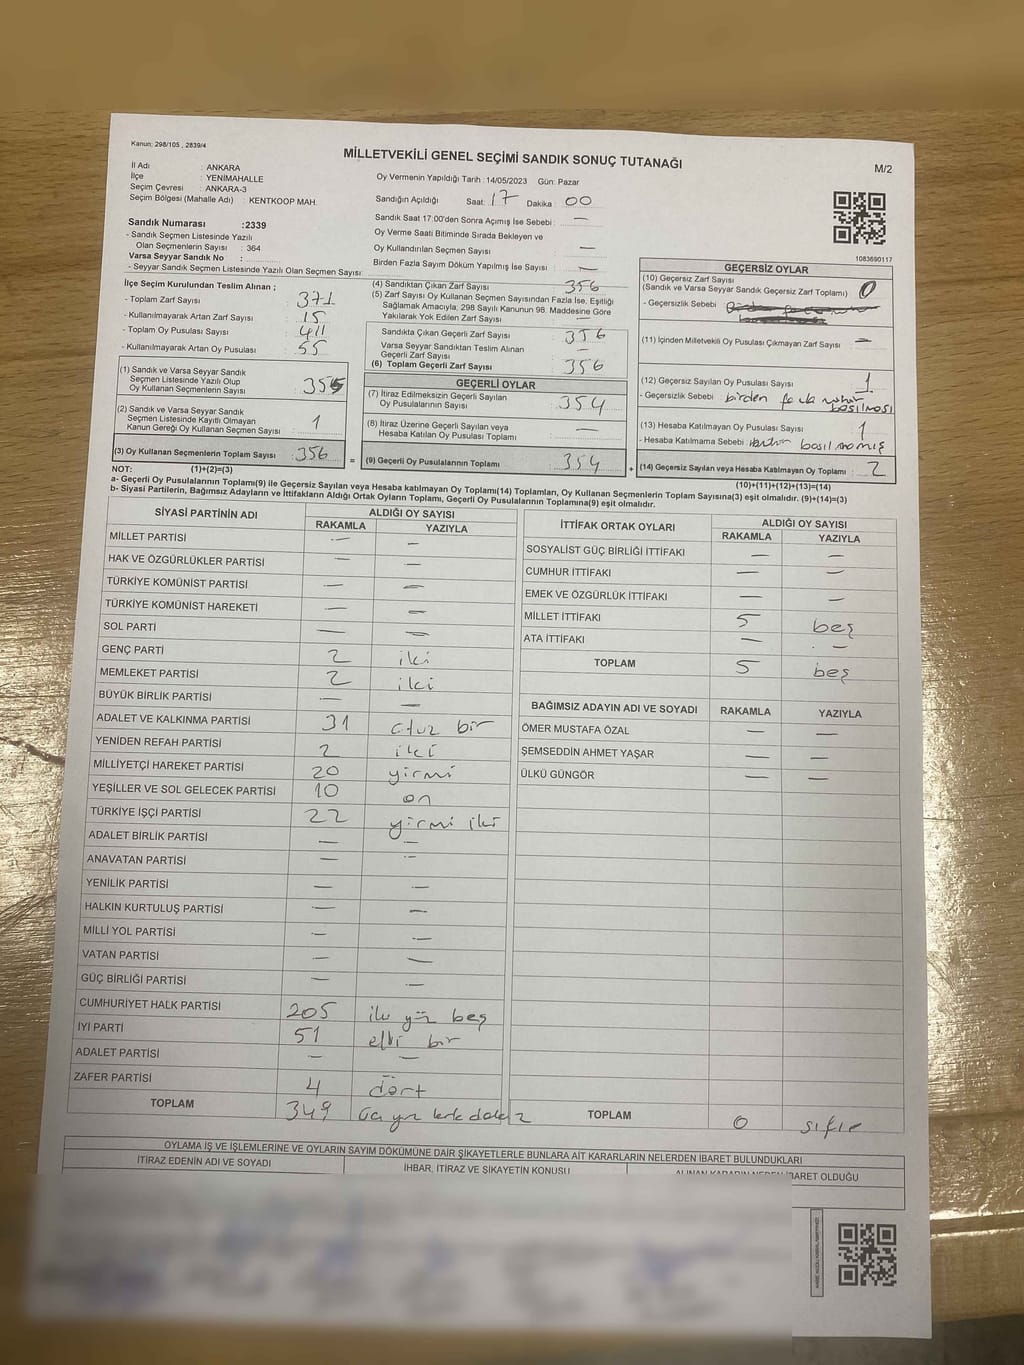 Kanun: 298/105 , 2839/4
MİLLETVEKİLİ GENEL SEÇİMİ SANDIK SONUÇ TUTANAĞI
M/2
İl Adı : ANKARA
İlçe : YENİMAHALLE
Seçim Çevresi : ANKARA-3
Seçim Bölgesi (Mahalle Adı) : KENTKOOP MAH.
Sandık Numarası :2339
- Sandık Seçmen Listesinde Yazılı
Olan Seçmenlerin Sayısı : 364
Varsa Seyyar Sandık No :
- Seyyar Sandık Seçmen Listesinde Yazılı Olan Seçmen Sayısı:
Oy Vermenin Yapıldığı Tarih : 14/05/2023 Gün: Pazar
Sandığın Açıldığı Saat: 17 Dakika : 00
Sandık Saat 17:00'den Sonra Açımış İse Sebebi : —
Oy Verme Saati Bitiminde Sırada Bekleyen ve
Oy Kullandırılan Seçmen Sayısı —
Birden Fazla Sayım Döküm Yapılmış İse Sayısı : —
1083690117
İlçe Seçim Kurulundan Teslim Alınan ;
- Toplam Zarf Sayısı : 371
- Kullanılmayarak Artan Zarf Sayısı : 15
- Toplam Oy Pusulası Sayısı : 411
- Kullanılmayarak Artan Oy Pusulası : 55
(1) Sandık ve Varsa Seyyar Sandık
Seçmen Listesinde Yazılı Olup
Oy Kullanan Seçmenlerin Sayısı : 355
(2) Sandık ve Varsa Seyyar Sandık
Seçmen Listesinde Kayıtlı Olmayan
Kanun Gereği Oy Kullanan Seçmen Sayısı : 1
(3) Oy Kullanan Seçmenlerin Toplam Sayısı : 356
(4) Sandıktan Çıkan Zarf Sayısı : 356
(5) Zarf Sayısı Oy Kullanan Seçmen Sayısından Fazla İse, Eşitliği
Sağlamak Amacıyla; 298 Sayılı Kanunun 98. Maddesine Göre
Yakılarak Yok Edilen Zarf Sayısı : —
Sandıkta Çıkan Geçerli Zarf Sayısı : 356
Varsa Seyyar Sandıktan Teslim Alınan
Geçerli Zarf Sayısı : —
(6) Toplam Geçerli Zarf Sayısı : 356
GEÇERLİ OYLAR
(7) İtiraz Edilmeksizin Geçerli Sayılan
Oy Pusulalarının Sayısı : 354
(8) İtiraz Üzerine Geçerli Sayılan veya
Hesaba Katılan Oy Pusulası Toplamı : —
= (9) Geçerli Oy Pusulalarının Toplamı : 354
GEÇERSİZ OYLAR
(10) Geçersiz Zarf Sayısı
(Sandık ve Varsa Seyyar Sandık Geçersiz Zarf Toplamı) : 0
- Geçersizlik Sebebi :
(11) İçinden Milletvekili Oy Pusulası Çıkmayan Zarf Sayısı : —
(12) Geçersiz Sayılan Oy Pusulası Sayısı : 1
- Geçersizlik Sebebi : birden fazla mühür
basılması
(13) Hesaba Katılmayan Oy Pusulası Sayısı : 1
- Hesaba Katılmama Sebebi : mühür basılmamış
+ (14) Geçersiz Sayılan veya Hesaba Katılmayan Oy Toplamı : 2
NOT: (1)+(2)=(3)
(10)+(11)+(12)+(13)=(14)
a- Geçerli Oy Pusulalarının Toplamı(9) ile Geçersiz Sayılan veya Hesaba katılmayan Oy Toplamı(14) Toplamları, Oy Kullanan Seçmenlerin Toplam Sayısına(3) eşit olmalıdır. (9)+(14)=(3)
b- Siyasi Partilerin, Bağımsız Adayların ve İttifakların Aldığı Ortak Oyların Toplamı, Geçerli Oy Pusulalarının Toplamına(9) eşit olmalıdır.
SİYASİ PARTİNİN ADI ALDIĞI OY SAYISI
RAKAMLA YAZIYLA
MİLLET PARTİSİ — —
HAK VE ÖZGÜRLÜKLER PARTİSİ — —
TÜRKİYE KOMÜNİST PARTİSİ — —
TÜRKİYE KOMÜNİST HAREKETİ — —
SOL PARTİ — —
GENÇ PARTİ 2 iki
MEMLEKET PARTİSİ 2 iki
BÜYÜK BİRLİK PARTİSİ — —
ADALET VE KALKINMA PARTİSİ 31 otuz bir
YENİDEN REFAH PARTİSİ 2 iki
MİLLİYETÇİ HAREKET PARTİSİ 20 yirmi
YEŞİLLER VE SOL GELECEK PARTİSİ 10 on
TÜRKİYE İŞÇİ PARTİSİ 22 yirmi iki
ADALET BİRLİK PARTİSİ — —
ANAVATAN PARTİSİ — —
YENİLİK PARTİSİ — —
HALKIN KURTULUŞ PARTİSİ — —
MİLLİ YOL PARTİSİ — —
VATAN PARTİSİ — —
GÜÇ BİRLİĞİ PARTİSİ — —
CUMHURİYET HALK PARTİSİ 205 iki yüz beş
İYİ PARTİ 51 elli bir
ADALET PARTİSİ — —
ZAFER PARTİSİ 4 dört
TOPLAM 349 üç yüz kırk dokuz
İTTİFAK ORTAK OYLARI ALDIĞI OY SAYISI
RAKAMLA YAZIYLA
SOSYALİST GÜÇ BİRLİĞİ İTTİFAKI — —
CUMHUR İTTİFAKI — —
EMEK VE ÖZGÜRLÜK İTTİFAKI — —
MİLLET İTTİFAKI 5 beş
ATA İTTİFAKI — —
TOPLAM 5 beş
BAĞIMSIZ ADAYIN ADI VE SOYADI RAKAMLA YAZIYLA
ÖMER MUSTAFA ÖZAL — —
ŞEMSEDDİN AHMET YAŞAR — —
ÜLKÜ GÜNGÖR — —
TOPLAM 0 sıfır
OYLAMA İŞ VE İŞLEMLERİNE VE OYLARIN SAYIM DÖKÜMÜNE DAİR ŞİKAYETLERLE BUNLARA AİT KARARLARIN NELERDEN İBARET BULUNDUKLARI
İTİRAZ EDENİN ADI VE SOYADI
İHBAR, İTİRAZ VE ŞİKAYETİN KONUSU
ALINAN KARARIN NEDEN İBARET OLDUĞU